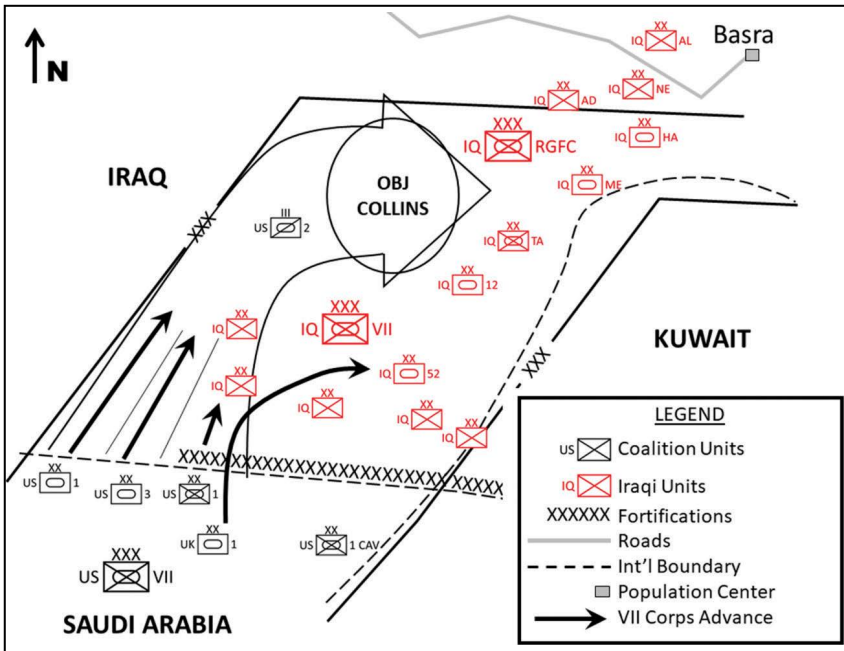 N
XX
IQ AL
Basra
XX
IQ NE
XX
IQ AD
XXX
IQ RGFC
XX
IQ HA
IRAQ
OBJ
COLLINS
XX
IQ ME
XXX
III
US 2
XX
IQ TA
XX
IQ 12
XXX
IQ VII
XX
IQ
KUWAIT
XX
IQ
XX
IQ 52
XXX
XX
IQ
XX
IQ
XX
IQ
XXXXXXXXXXXXXXXXXXXXXXXXXXX
XX
US 1
XX
US 3
XX
US 1
XX
UK 1
XX
US 1 CAV
XXX
US VII
SAUDI ARABIA
LEGEND
US Coalition Units
IQ Iraqi Units
XXXXXX Fortifications
Roads
Int'l Boundary
Population Center
VII Corps Advance